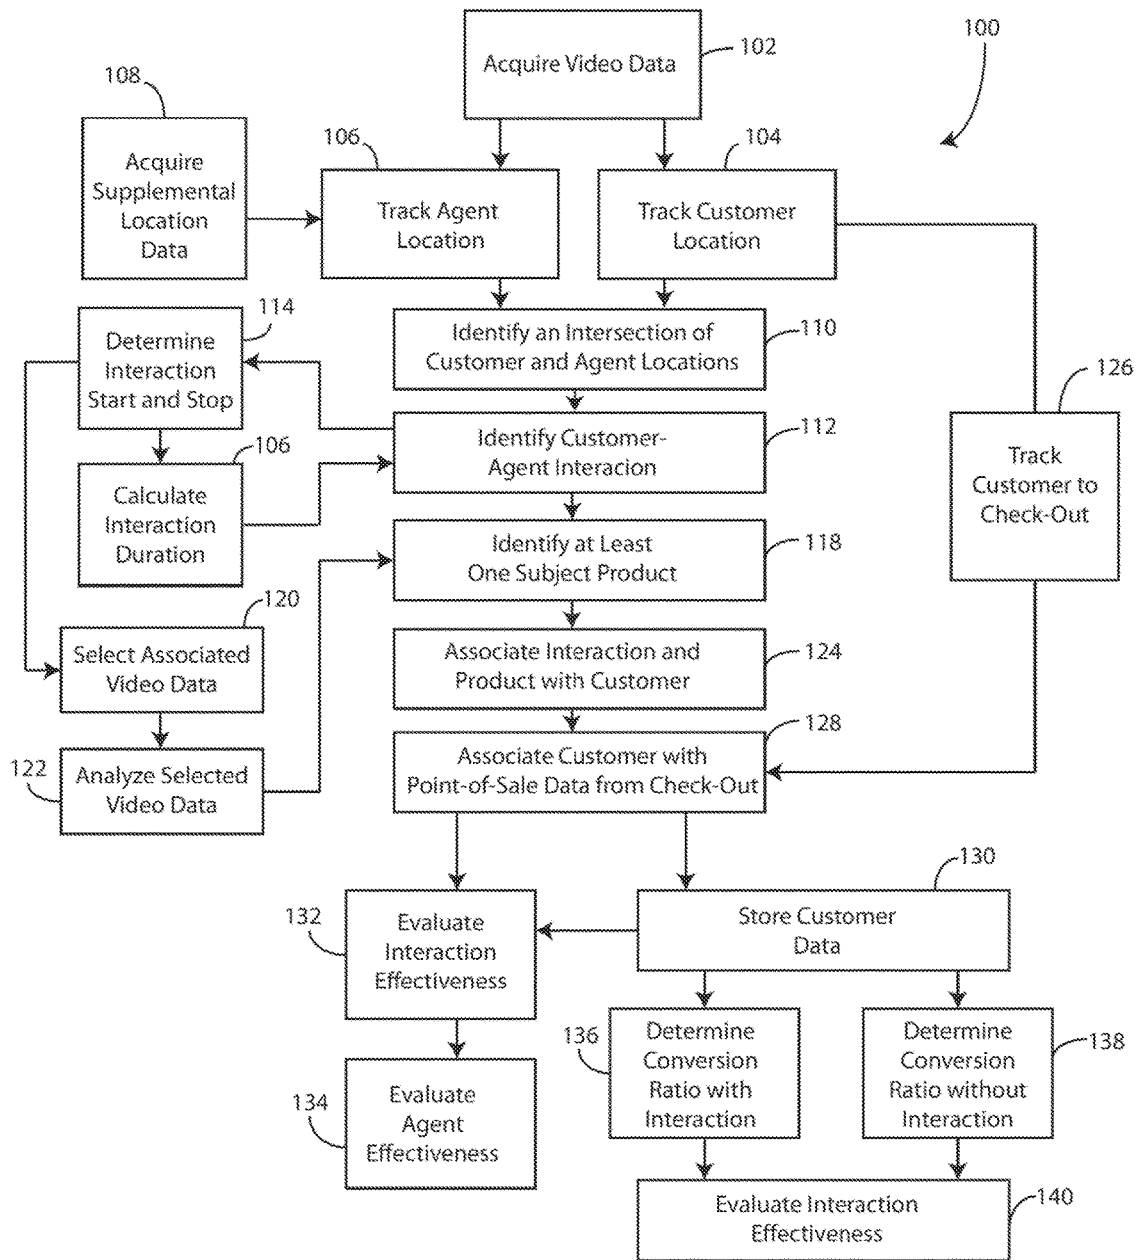 100
102
Acquire Video Data
108
Acquire
Supplemental
Location
Data
106
Track Agent
Location
104
Track Customer
Location
114
Determine
Interaction
Start and Stop
110
Identify an Intersection of
Customer and Agent Locations
126
Track
Customer to
Check-Out
112
Identify Customer-
Agent Interacion
106
Calculate
Interaction
Duration
118
Identify at Least
One Subject Product
120
Select Associated
Video Data
124
Associate Interaction and
Product with Customer
122
Analyze Selected
Video Data
128
Associate Customer with
Point-of-Sale Data from Check-Out
130
Store Customer
Data
132
Evaluate
Interaction
Effectiveness
136
Determine
Conversion
Ratio with
Interaction
138
Determine
Conversion
Ratio without
Interaction
134
Evaluate
Agent
Effectiveness
140
Evaluate Interaction
Effectiveness